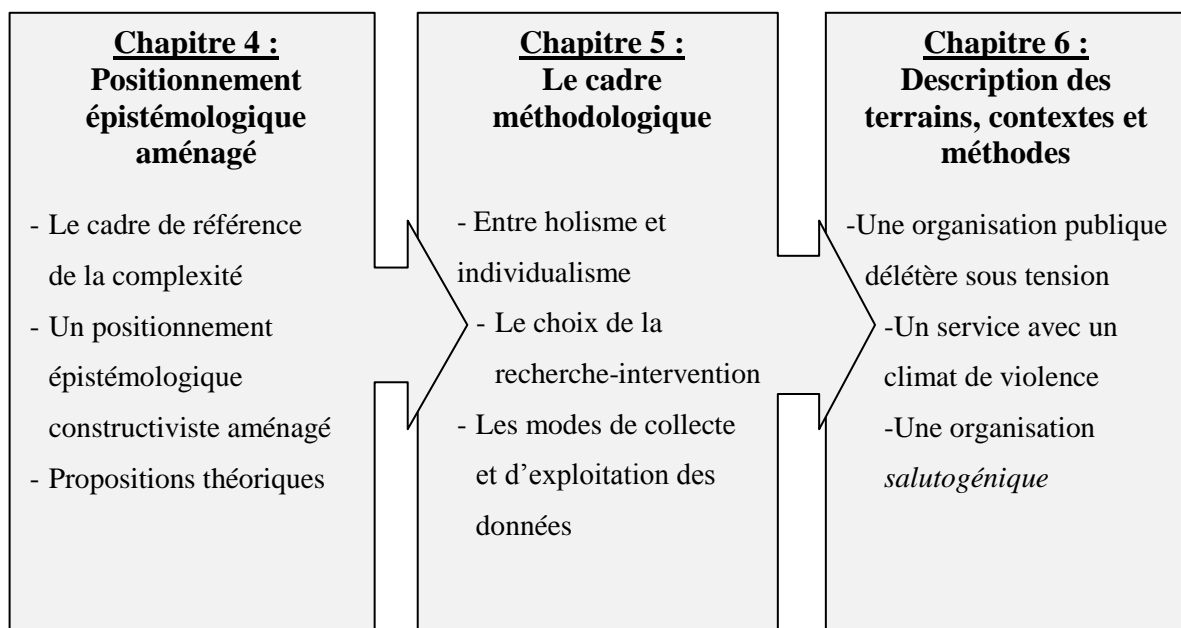 Chapitre 4 :
Positionnement
épistémologique
aménagé
- Le cadre de référence
de la complexité
- Un positionnement
épistémologique
constructiviste aménagé
- Propositions théoriques
Chapitre 5 :
Le cadre
méthodologique
- Entre holisme et
individualisme
- Le choix de la
recherche-intervention
- Les modes de collecte
et d’exploitation des
données
Chapitre 6 :
Description des
terrains, contextes et
méthodes
-Une organisation publique
délétère sous tension
-Un service avec un
climat de violence
-Une organisation
salutogénique